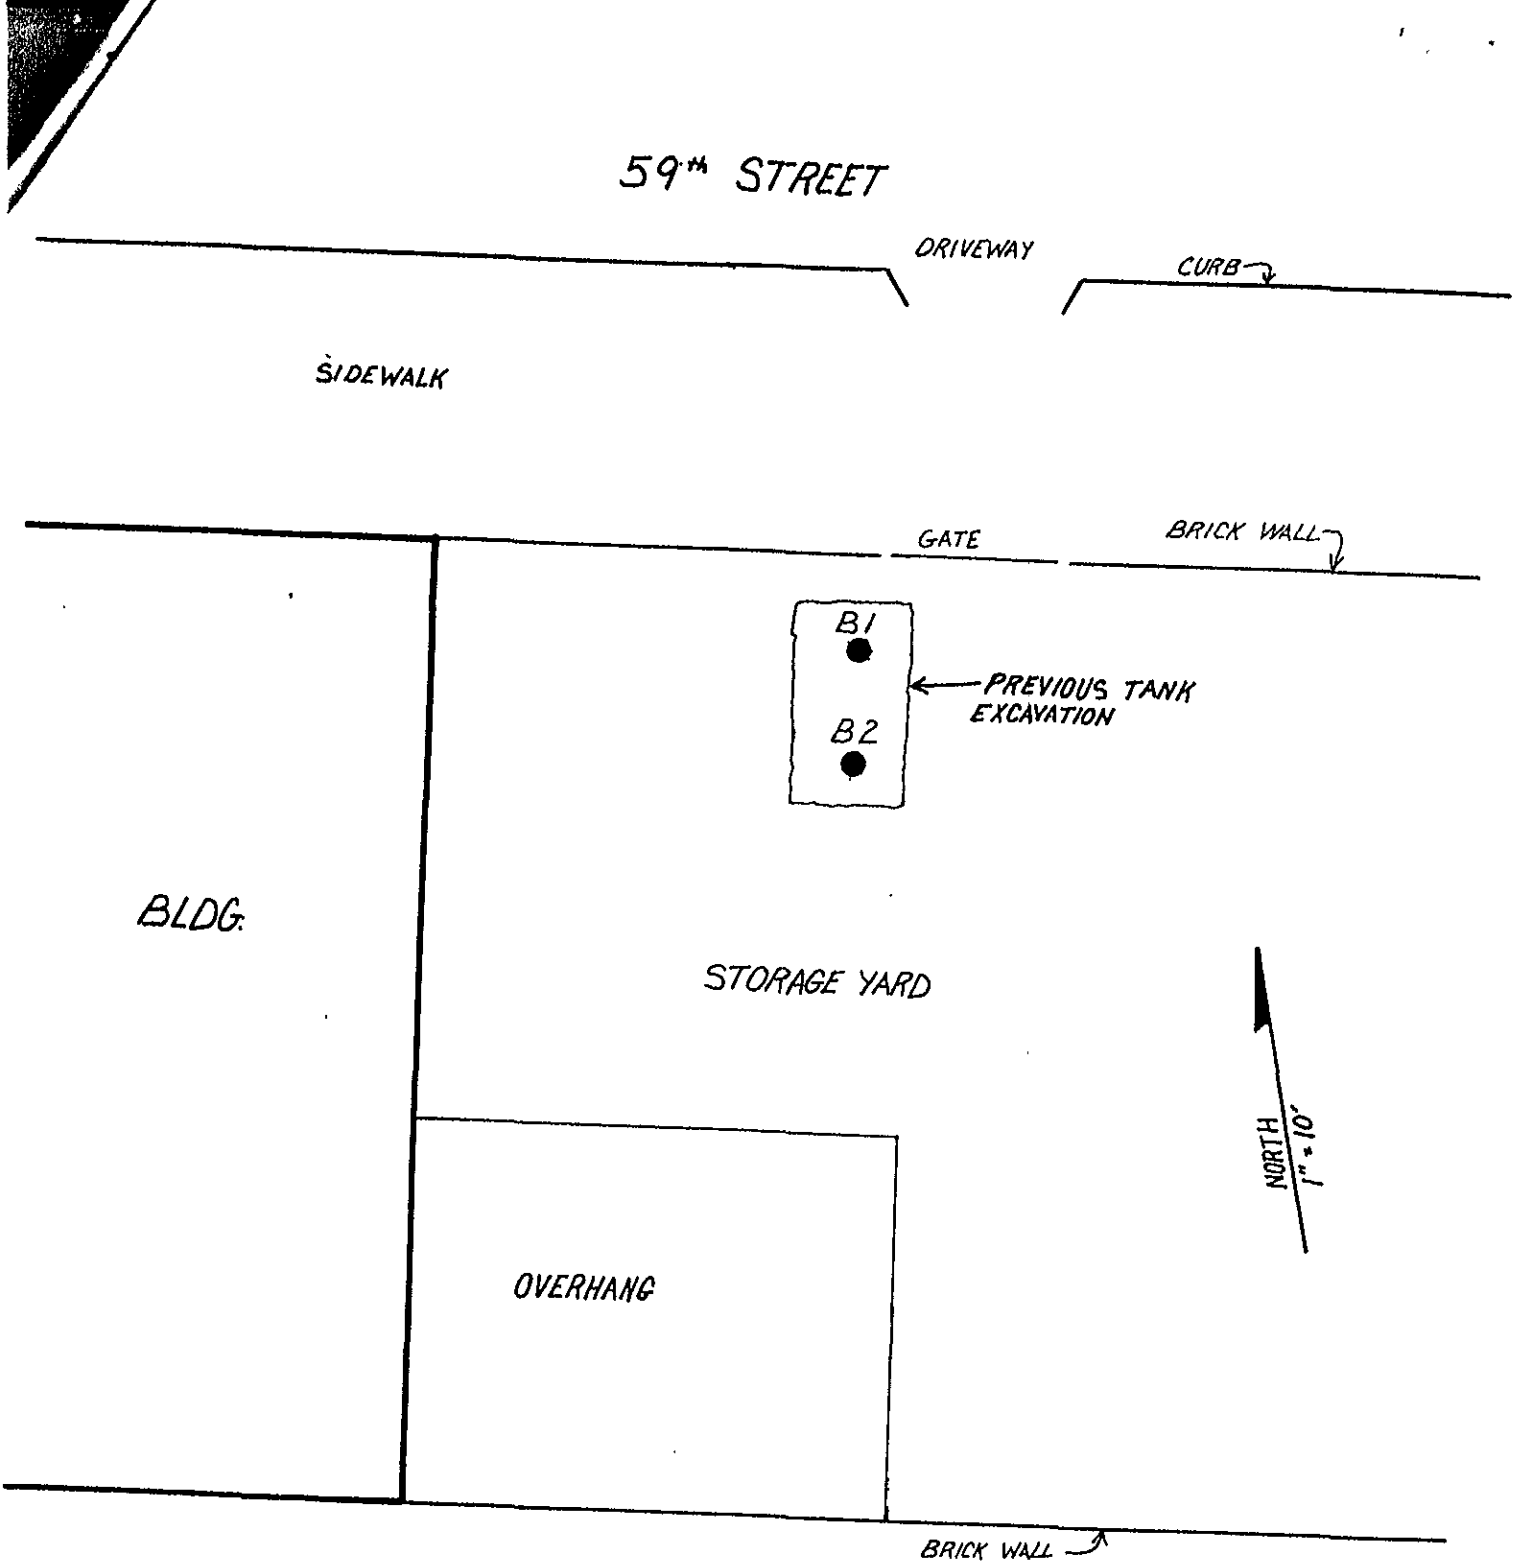 59th STREET
DRIVEWAY
CURB
SIDEWALK
GATE
BRICK WALL
B1
PREVIOUS TANK
EXCAVATION
B2
BLDG.
STORAGE YARD
NORTH
1" = 10'
OVERHANG
BRICK WALL